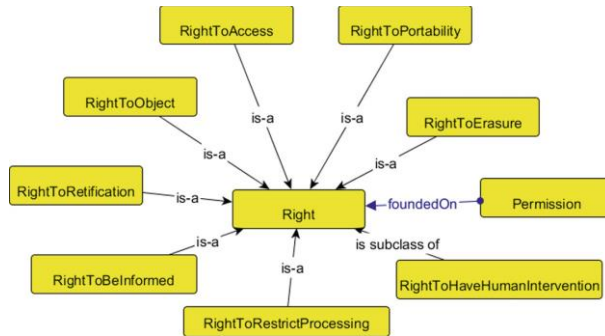 RightToAccess
RightToPortability
is-a
is-a
RightToObject
RightToErasure
is-a
is-a
RightToRetification
is-a
Right
foundedOn
Permission
is-a
is subclass of
RightToBeInformed
is-a
RightToHaveHumanIntervention
RightToRestrictProcessing